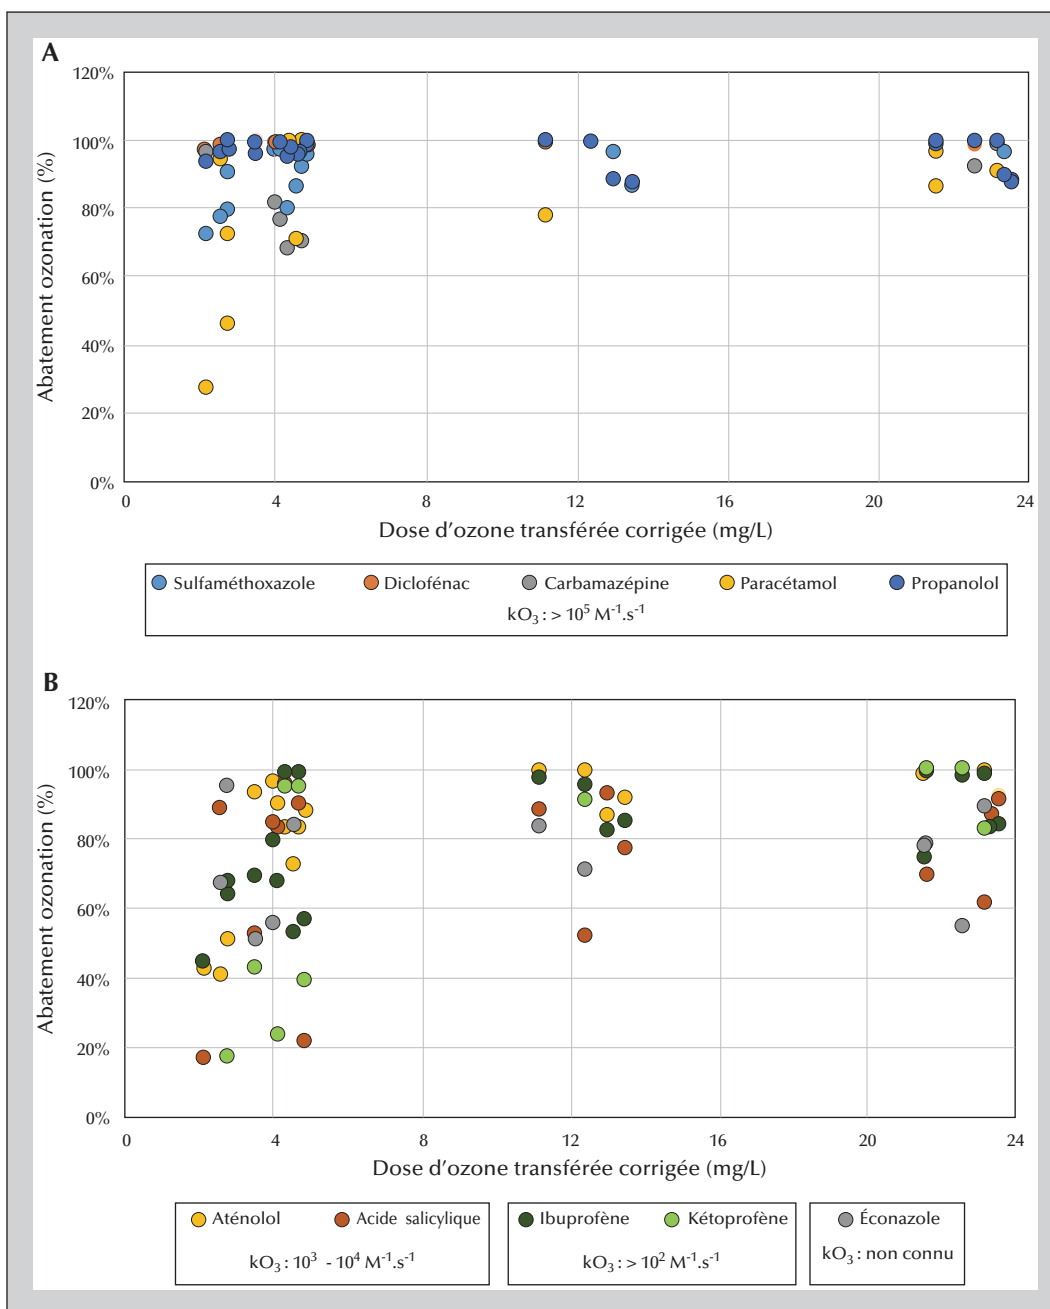 A
120%
100%
80%
60%
40%
20%
0%
Abatement ozonation (%)
0 4 8 12 16 20 24
Dose d'ozone transférée corrigée (mg/L)
Sulfaméthoxazole Diclofénac Carbamazépine Paracétamol Propanolol
kO₃ : > 10⁵ M⁻¹.s⁻¹
B
120%
100%
80%
60%
40%
20%
0%
Abatement ozonation (%)
0 4 8 12 16 20 24
Dose d'ozone transférée corrigée (mg/L)
Aténolol Acide salicylique
kO₃ : 10³ - 10⁴ M⁻¹.s⁻¹
Ibuprofène Kétoprofène
kO₃ : > 10² M⁻¹.s⁻¹
Éconazole
kO₃ : non connu